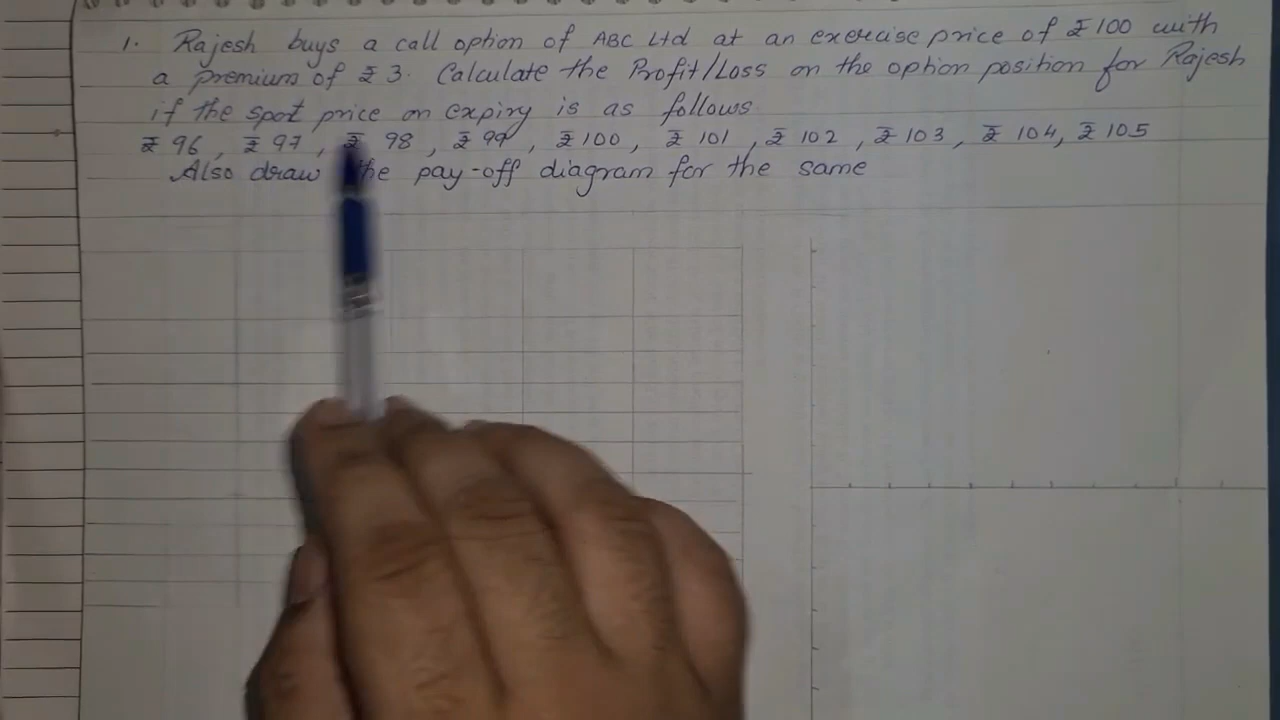 1. Rajesh buys a call option of ABC Ltd at an exercise price of ₹ 100 with
a premium of ₹ 3. Calculate the Profit/Loss on the option position for Rajesh
if the spot price on expiry is as follows
₹ 96, ₹ 97, ₹ 98, ₹ 99, ₹ 100, ₹ 101, ₹ 102, ₹ 103, ₹ 104, ₹ 105
Also draw the pay-off diagram for the same